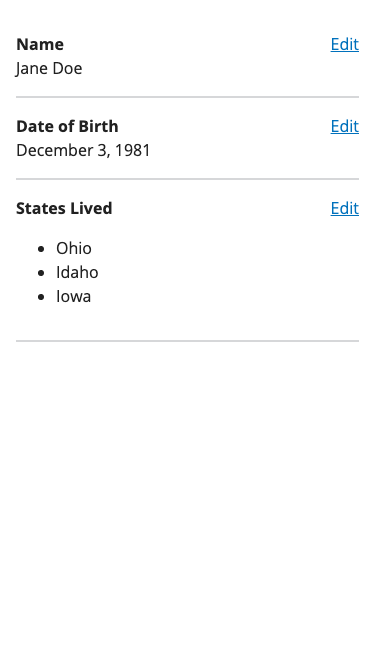 Name Edit
Jane Doe
Date of Birth Edit
December 3, 1981
States Lived Edit
• Ohio
• Idaho
• Iowa